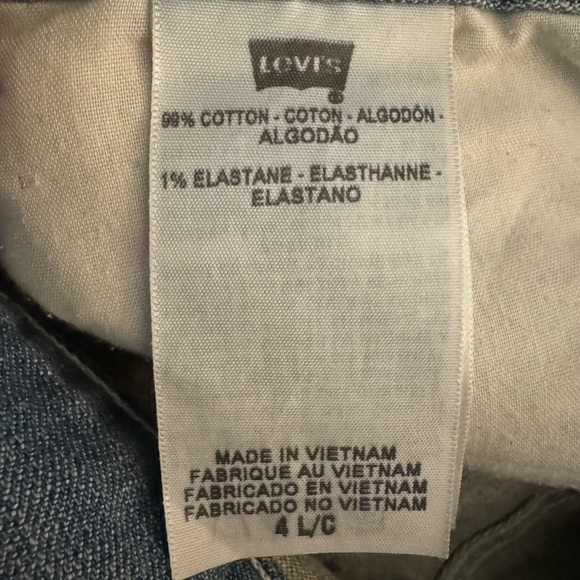 LEVI'S
99% COTTON - COTON - ALGODÓN -
ALGODÃO
1% ELASTANE - ÉLASTHANNE -
ELASTANO
MADE IN VIETNAM
FABRIQUE AU VIETNAM
FABRICADO EN VIETNAM
FABRICADO NO VIETNAM
4 L/C